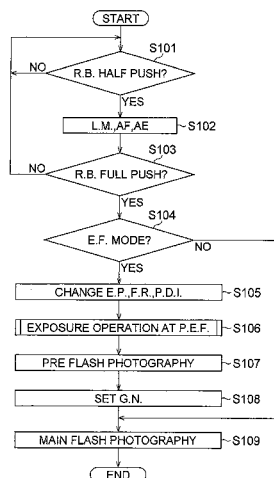 START
S101
R.B. HALF PUSH?
NO
YES
L.M.,AF,AE
S102
S103
R.B. FULL PUSH?
NO
YES
S104
E.F. MODE?
NO
YES
CHANGE E.P.,F.R.,P.D.I.
S105
EXPOSURE OPERATION AT P.E.F.
S106
PRE FLASH PHOTOGRAPHY
S107
SET G.N.
S108
MAIN FLASH PHOTOGRAPHY
S109
END